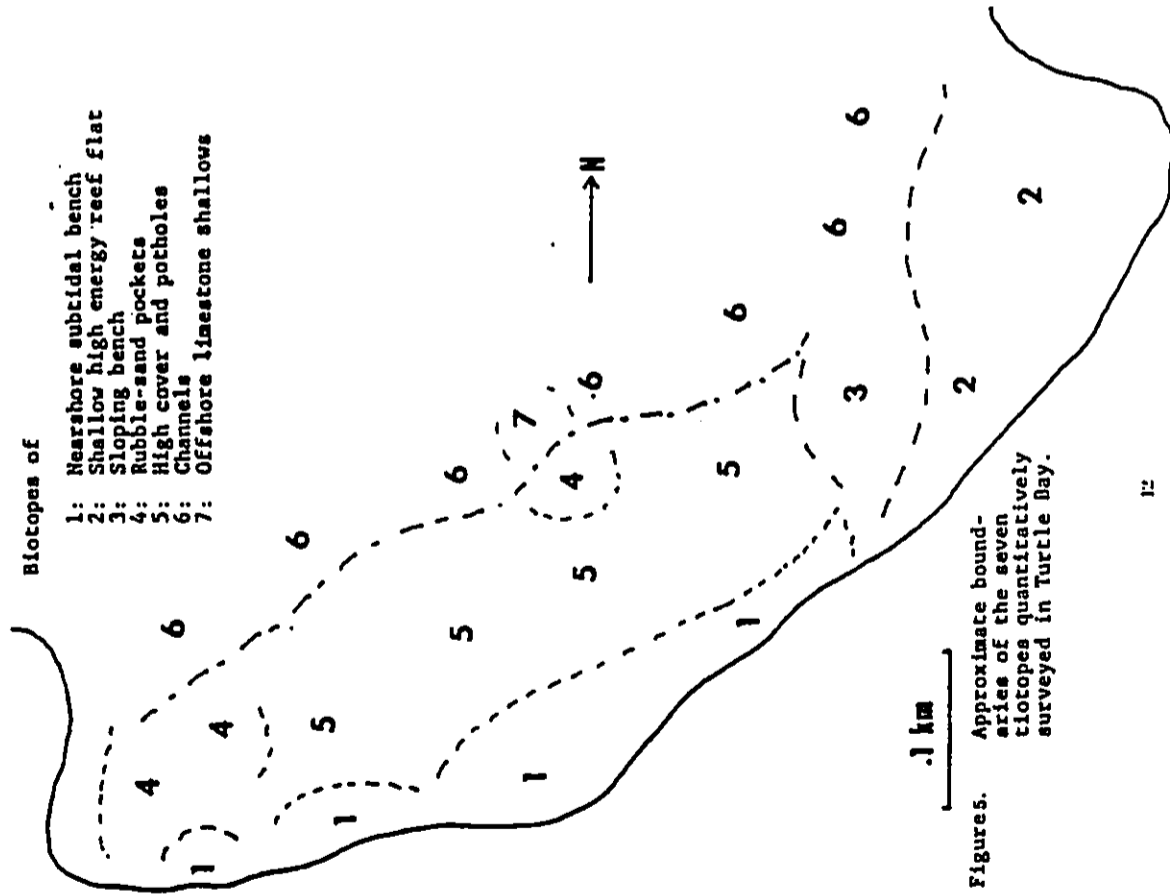 Biotopes of
1: Nearshore subtidal bench
2: Shallow high energy reef flat
3: Sloping bench
4: Rubble-sand pockets
5: High cover and potholes
6: Channels
7: Offshore limestone shallows
6
6
6
7
6
6
6
6
N
4
4
4
5
5
5
5
3
1
1
1
1
2
2
.1 km
Figure5. Approximate bound-
aries of the seven
tiotopes quantitatively
surveyed in Turtle Bay.
12